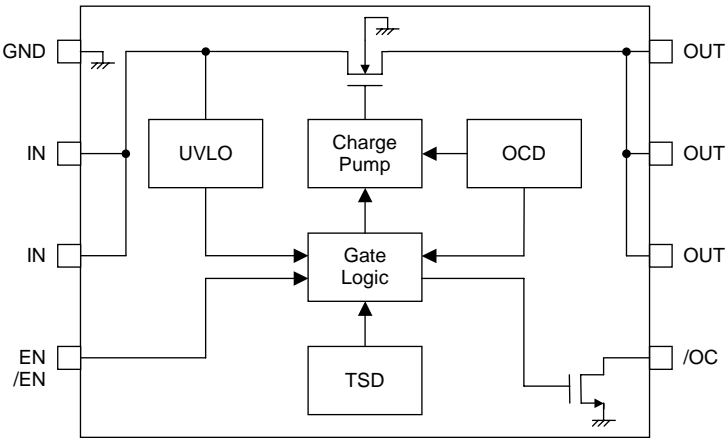 GND
OUT
IN
UVLO
Charge
Pump
OCD
OUT
IN
Gate
Logic
OUT
EN
/EN
TSD
/OC